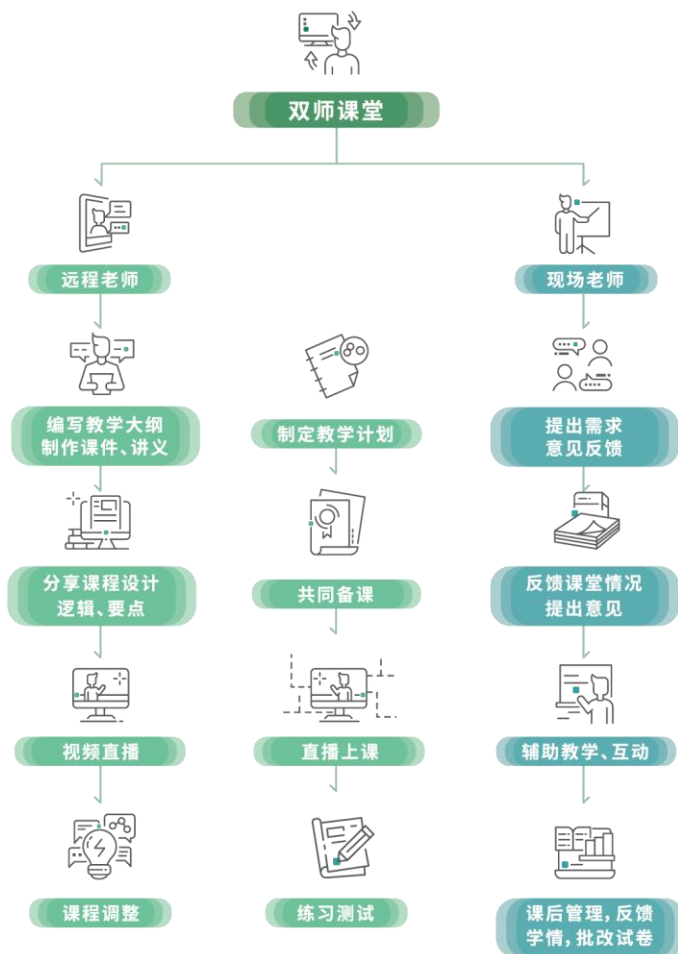 双师课堂
远程老师
现场老师
编写教学大纲
制作课件、讲义
制定教学计划
提出需求
意见反馈
分享课程设计
逻辑、要点
共同备课
反馈课堂情况
提出意见
视频直播
直播上课
辅助教学、互动
课程调整
练习测试
课后管理,反馈
学情,批改试卷